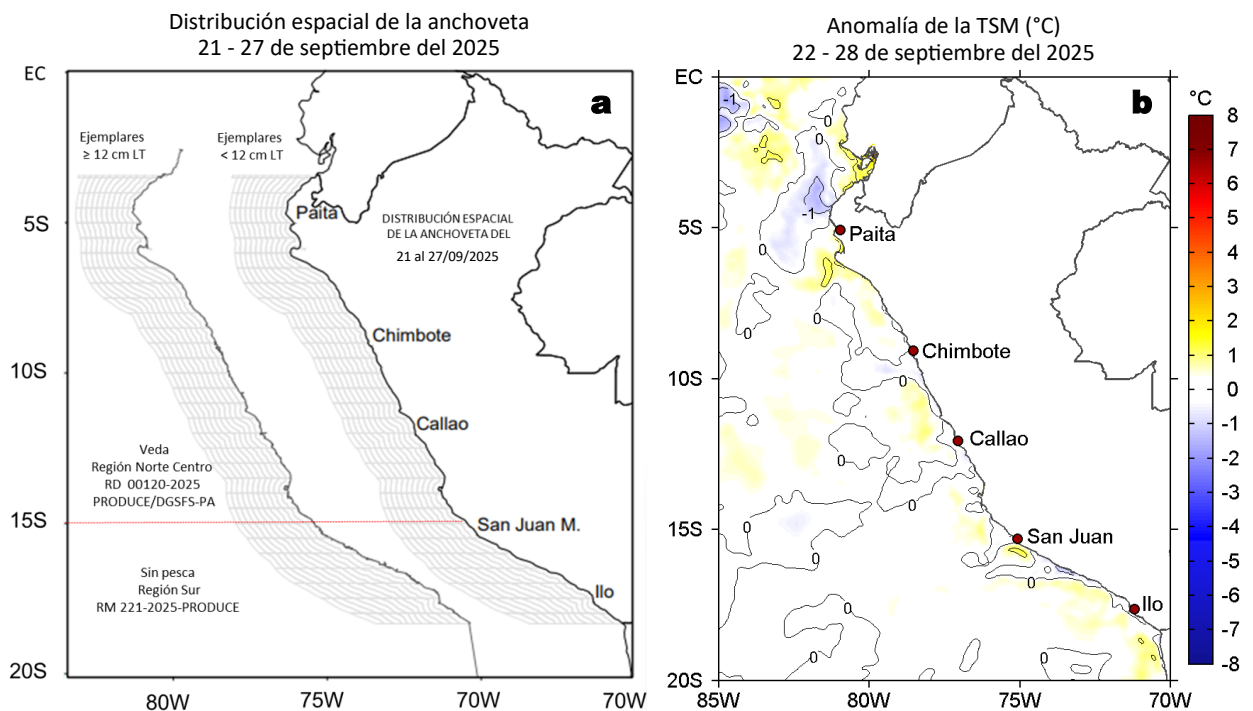 Distribución espacial de la anchoveta
21 - 27 de septiembre del 2025
EC
5S
10S
15S
20S
80W
75W
70W
70W
a
Ejemplares
≥ 12 cm LT
Ejemplares
< 12 cm LT
Paita
DISTRIBUCIÓN ESPACIAL
DE LA ANCHOVETA DEL
21 al 27/09/2025
Chimbote
Callao
Veda
Región Norte Centro
RD 00120-2025
PRODUCE/DGSFS-PA
San Juan M.
Sin pesca
Región Sur
RM 221-2025-PRODUCE
Ilo
Anomalía de la TSM (°C)
22 - 28 de septiembre del 2025
EC
5S
10S
15S
20S
85W
80W
75W
70W
b
-1
0
0
-1
0
Paita
0
0
Chimbote
0
Callao
0
0
0
0
San Juan
0
0
Ilo
0
0
°C
8
7
6
5
4
3
2
1
0
-1
-2
-3
-4
-5
-6
-7
-8